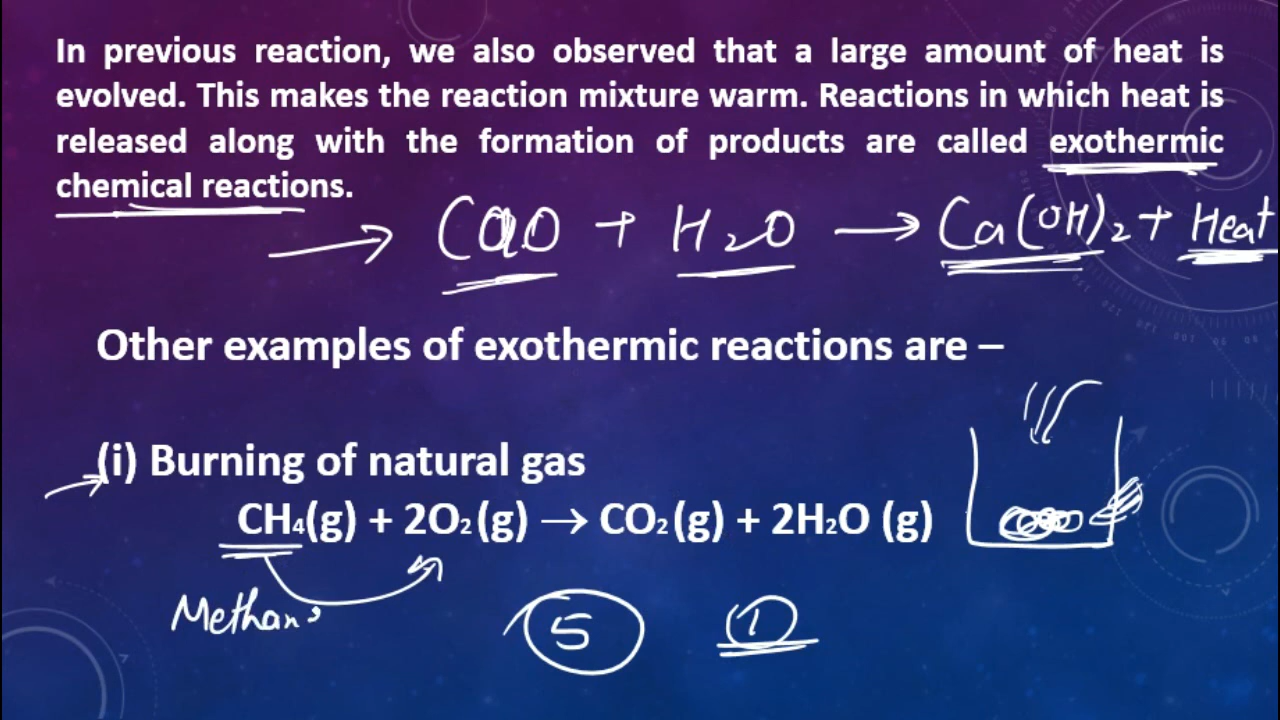 In previous reaction, we also observed that a large amount of heat is
evolved. This makes the reaction mixture warm. Reactions in which heat is
released along with the formation of products are called exothermic
chemical reactions.
CaO + H₂O → Ca(OH)₂ + Heat
Other examples of exothermic reactions are –
(i) Burning of natural gas
CH₄(g) + 2O₂ (g) → CO₂ (g) + 2H₂O (g)
Methane
5 1